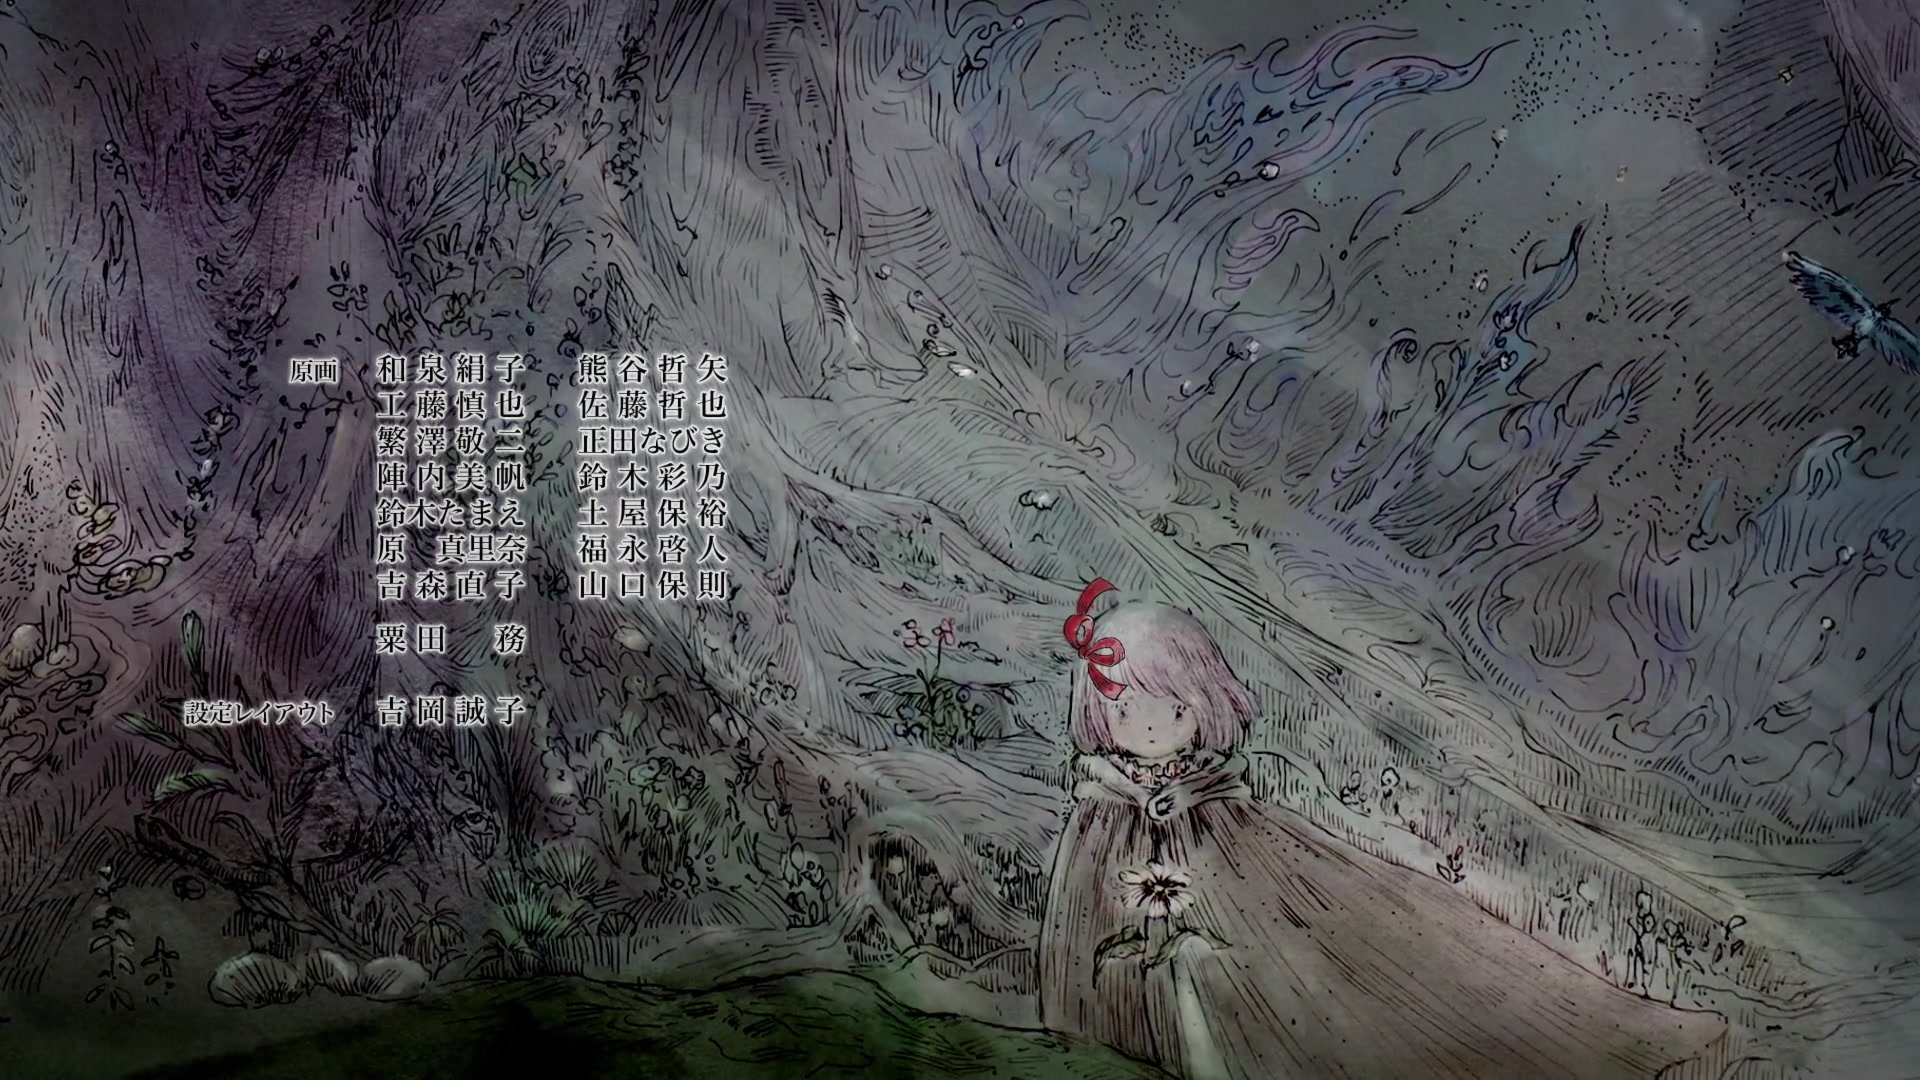 原画 和泉絹子 熊谷哲矢
工藤慎也 佐藤哲也
繁澤敬二 正田なびき
陣内美帆 鈴木彩乃
鈴木たまえ 土屋保裕
原 真里奈 福永啓人
吉森直子 山口保則
粟田 務
設定レイアウト 吉岡誠子